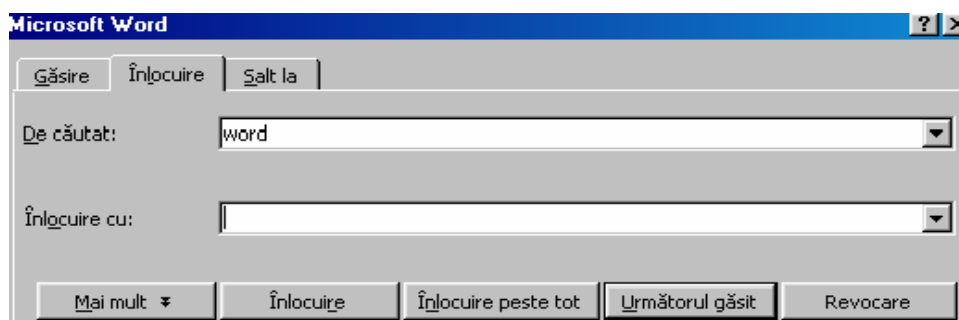 Microsoft Word
Găsire Înlocuire Salt la
De căutat: word
Înlocuire cu:
Mai mult Înlocuire Înlocuire peste tot Următorul găsit Revocare